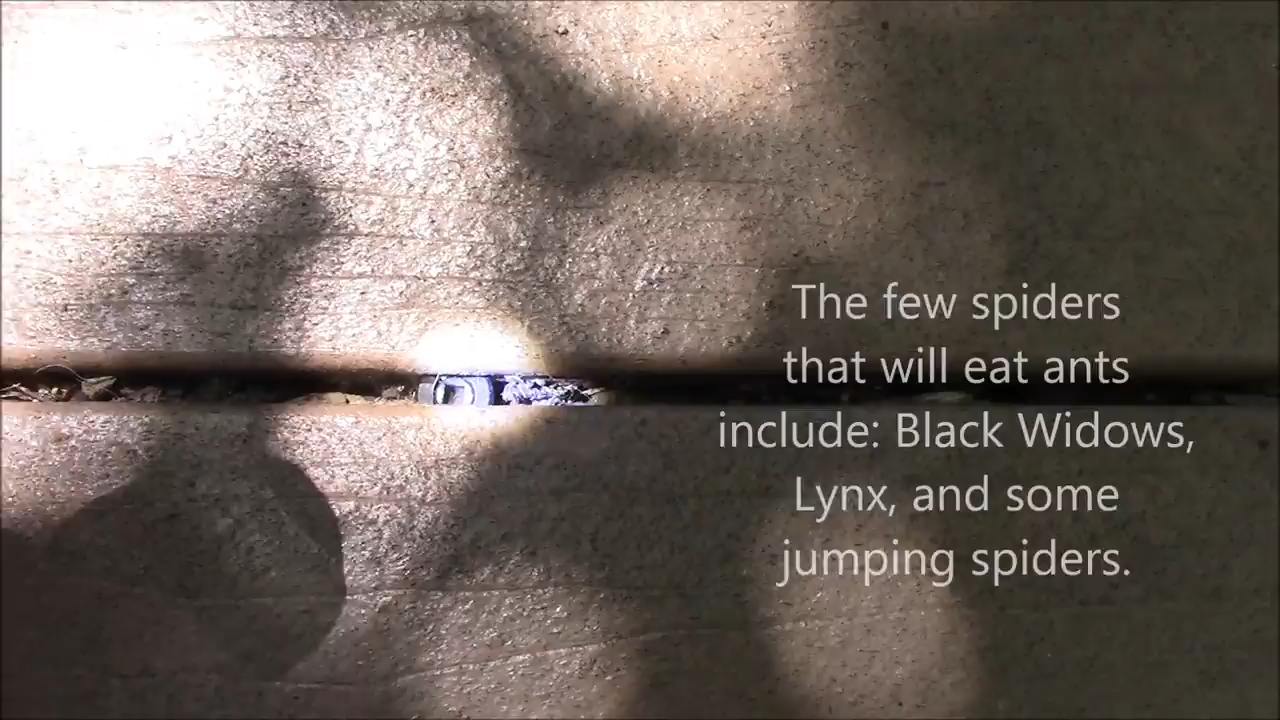 The few spiders
that will eat ants
include: Black Widows,
Lynx, and some
jumping spiders.